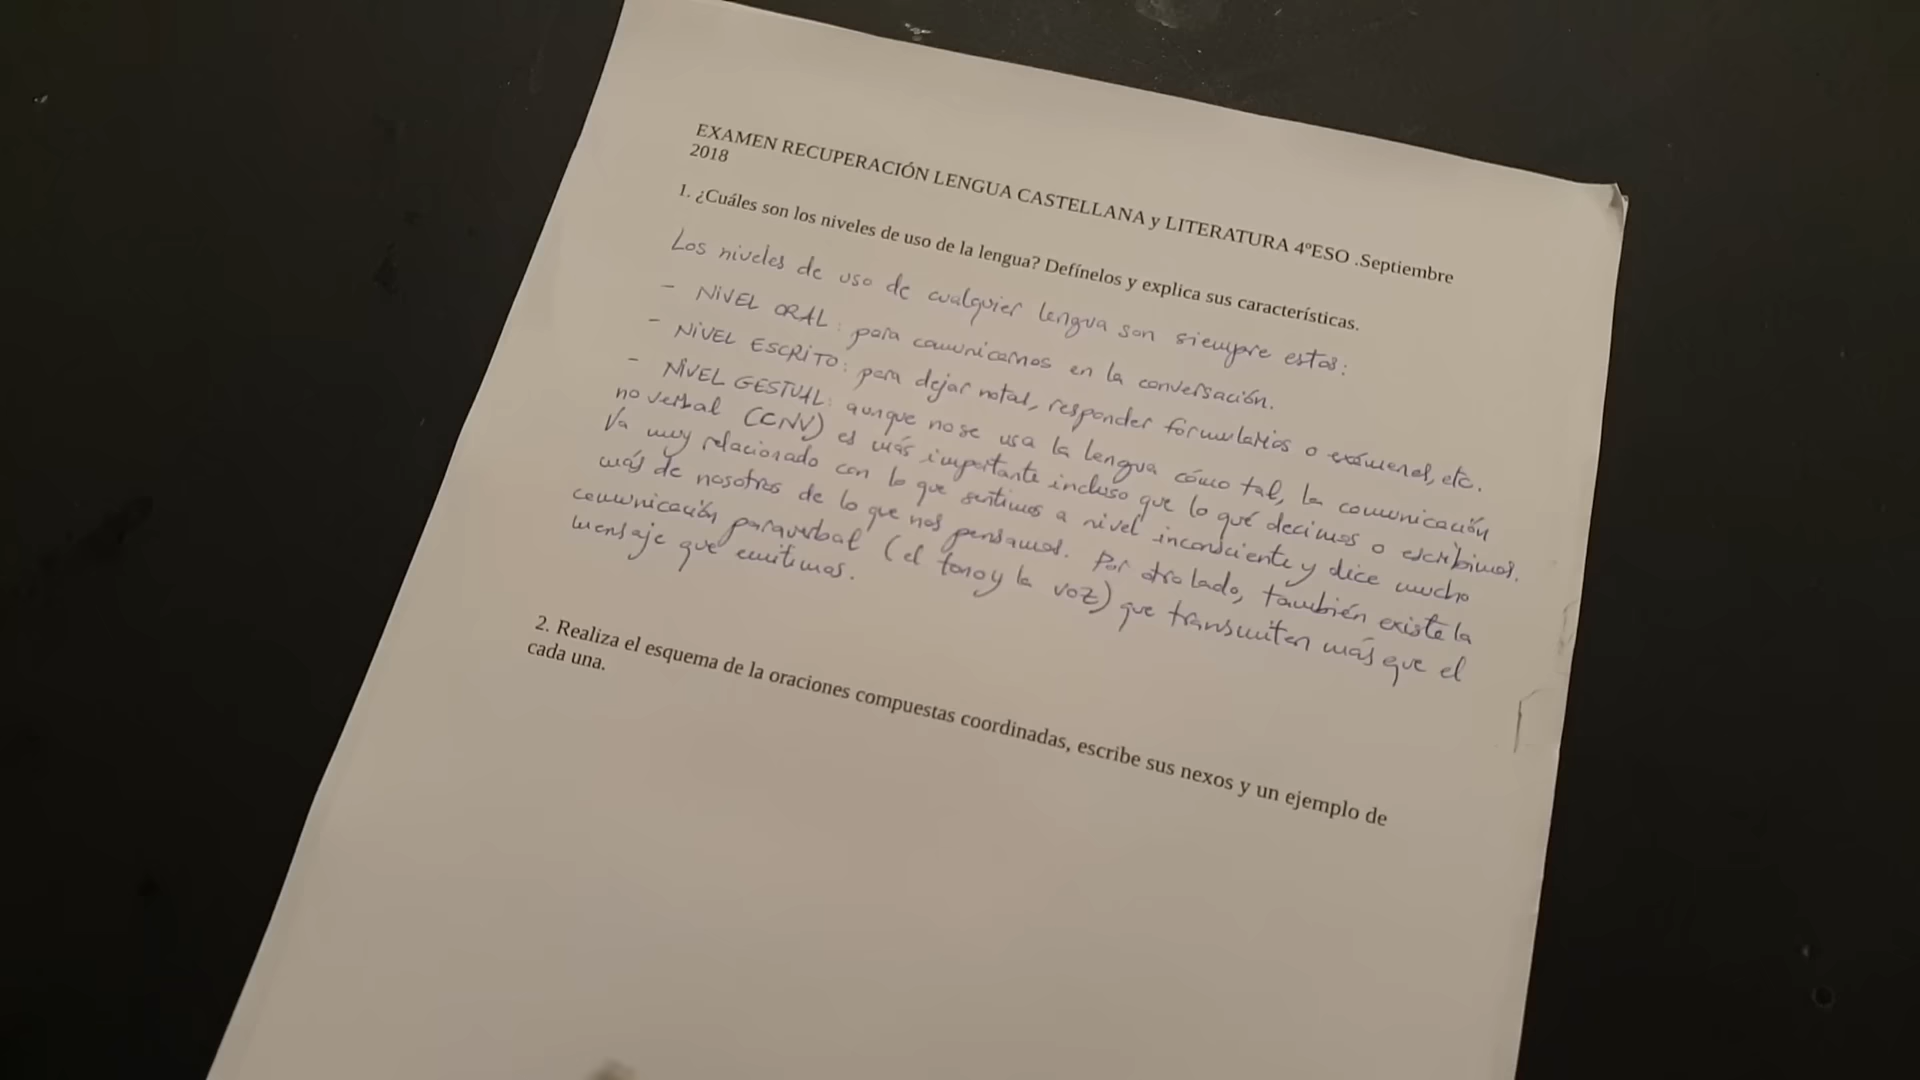 EXAMEN RECUPERACIÓN LENGUA CASTELLANA y LITERATURA 4ºESO .Septiembre
2018
1. ¿Cuáles son los niveles de uso de la lengua? Defínelos y explica sus características.
Los niveles de uso de cualquier lengua son siempre estos:
- NIVEL ORAL: para comunicarnos en la conversación.
- NIVEL ESCRITO: para dejar notas, responder formularios o exámenes, etc.
- NIVEL GESTUAL: aunque no se usa la lengua cómo tal, la comunicación
no verbal (CNV) es más importante incluso que lo qué decimos o escribimos.
Va muy relacionado con lo que sentimos a nivel inconsciente y dice mucho
más de nosotros de lo que nos pensamos. Por otro lado, también existe la
comunicación paraverbal (el tono y la voz) que transmiten más que el
mensaje que emitimos.
2. Realiza el esquema de la oraciones compuestas coordinadas, escribe sus nexos y un ejemplo de
cada una.